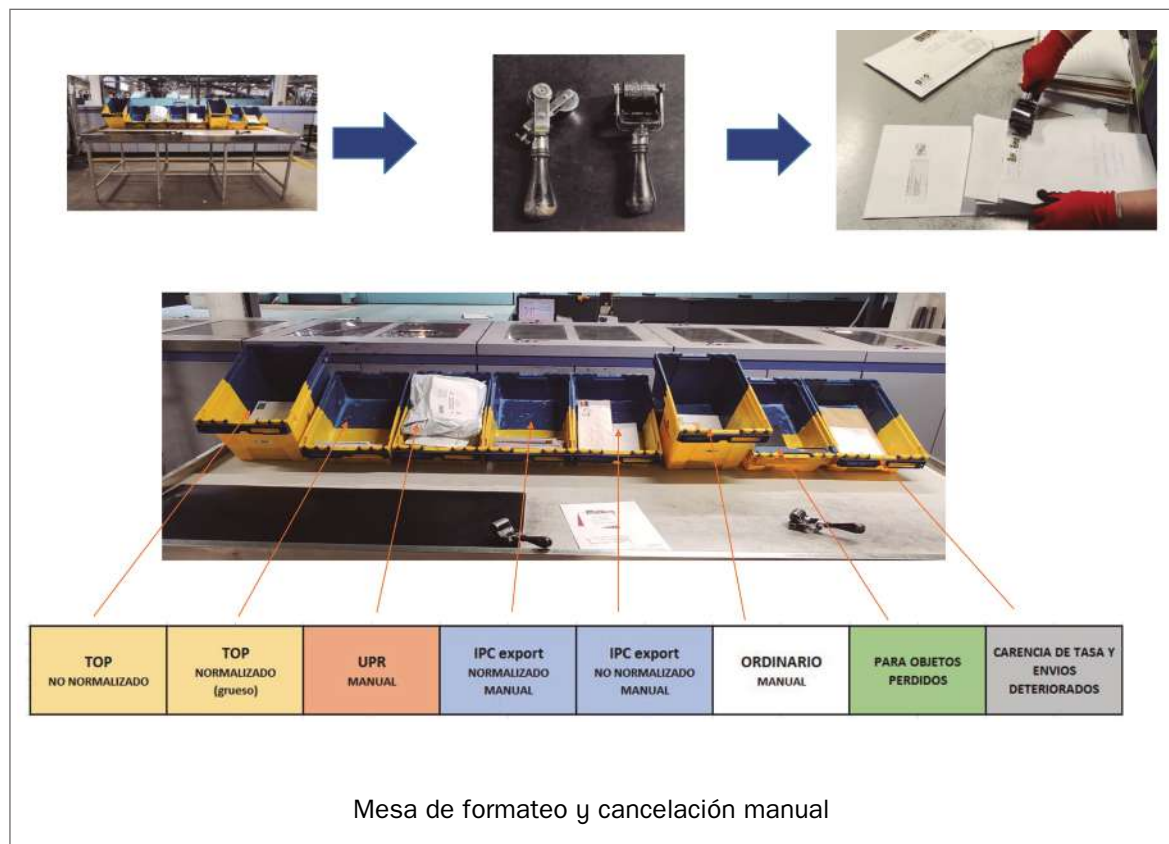 TOP
NO NORMALIZADO
TOP
NORMALIZADO
(grueso)
UPR
MANUAL
IPC export
NORMALIZADO
MANUAL
IPC export
NO NORMALIZADO
MANUAL
ORDINARIO
MANUAL
PARA OBJETOS
PERDIDOS
CARENCIA DE TASA Y
ENVIOS
DETERIORADOS
Mesa de formateo y cancelación manual